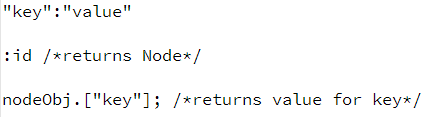 "key":"value"
:id /*returns Node*/
nodeObj.["key"]; /*returns value for key*/